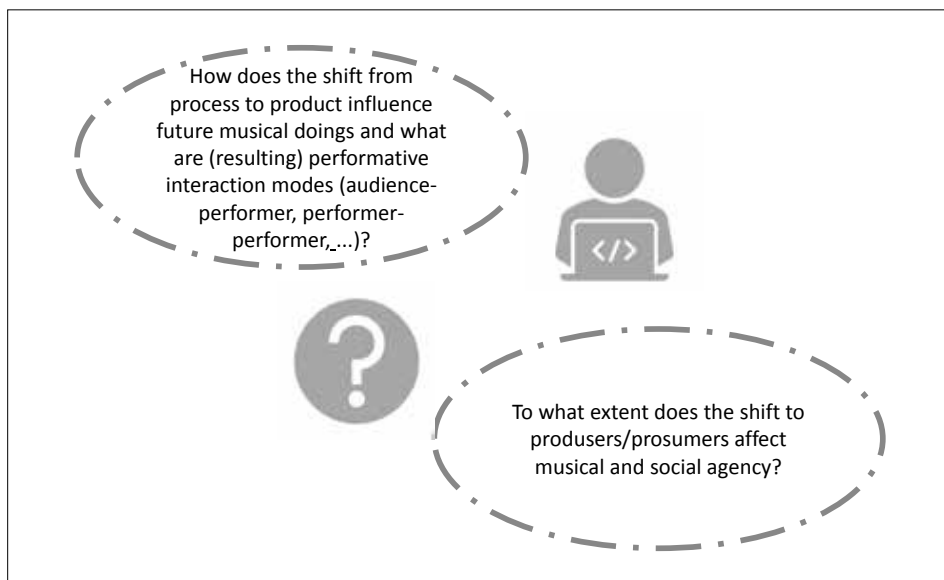 How does the shift from
process to product influence
future musical doings and what
are (resulting) performative
interaction modes (audience-
performer, performer-
performer, ...)?
</>
?
To what extent does the shift to
produsers/prosumers affect
musical and social agency?